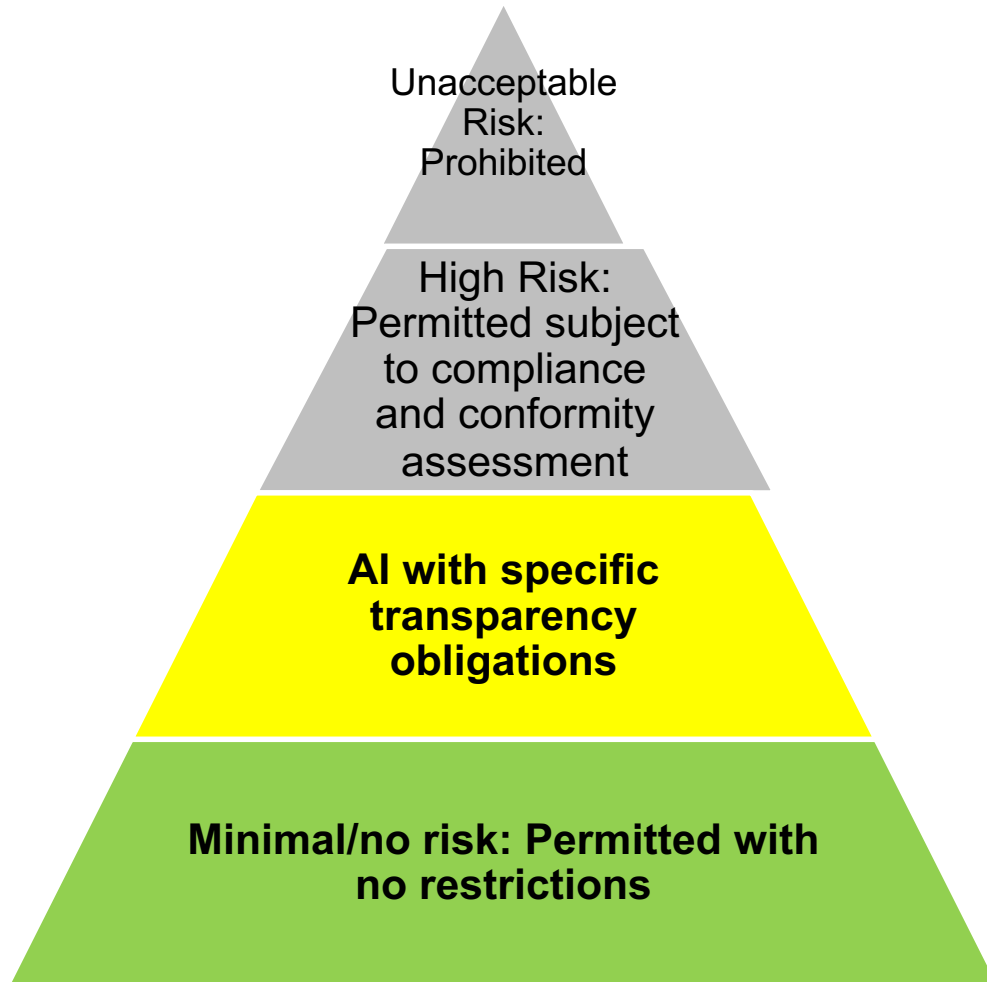 Unacceptable
Risk:
Prohibited
High Risk:
Permitted subject
to compliance
and conformity
assessment
AI with specific
transparency
obligations
Minimal/no risk: Permitted with
no restrictions